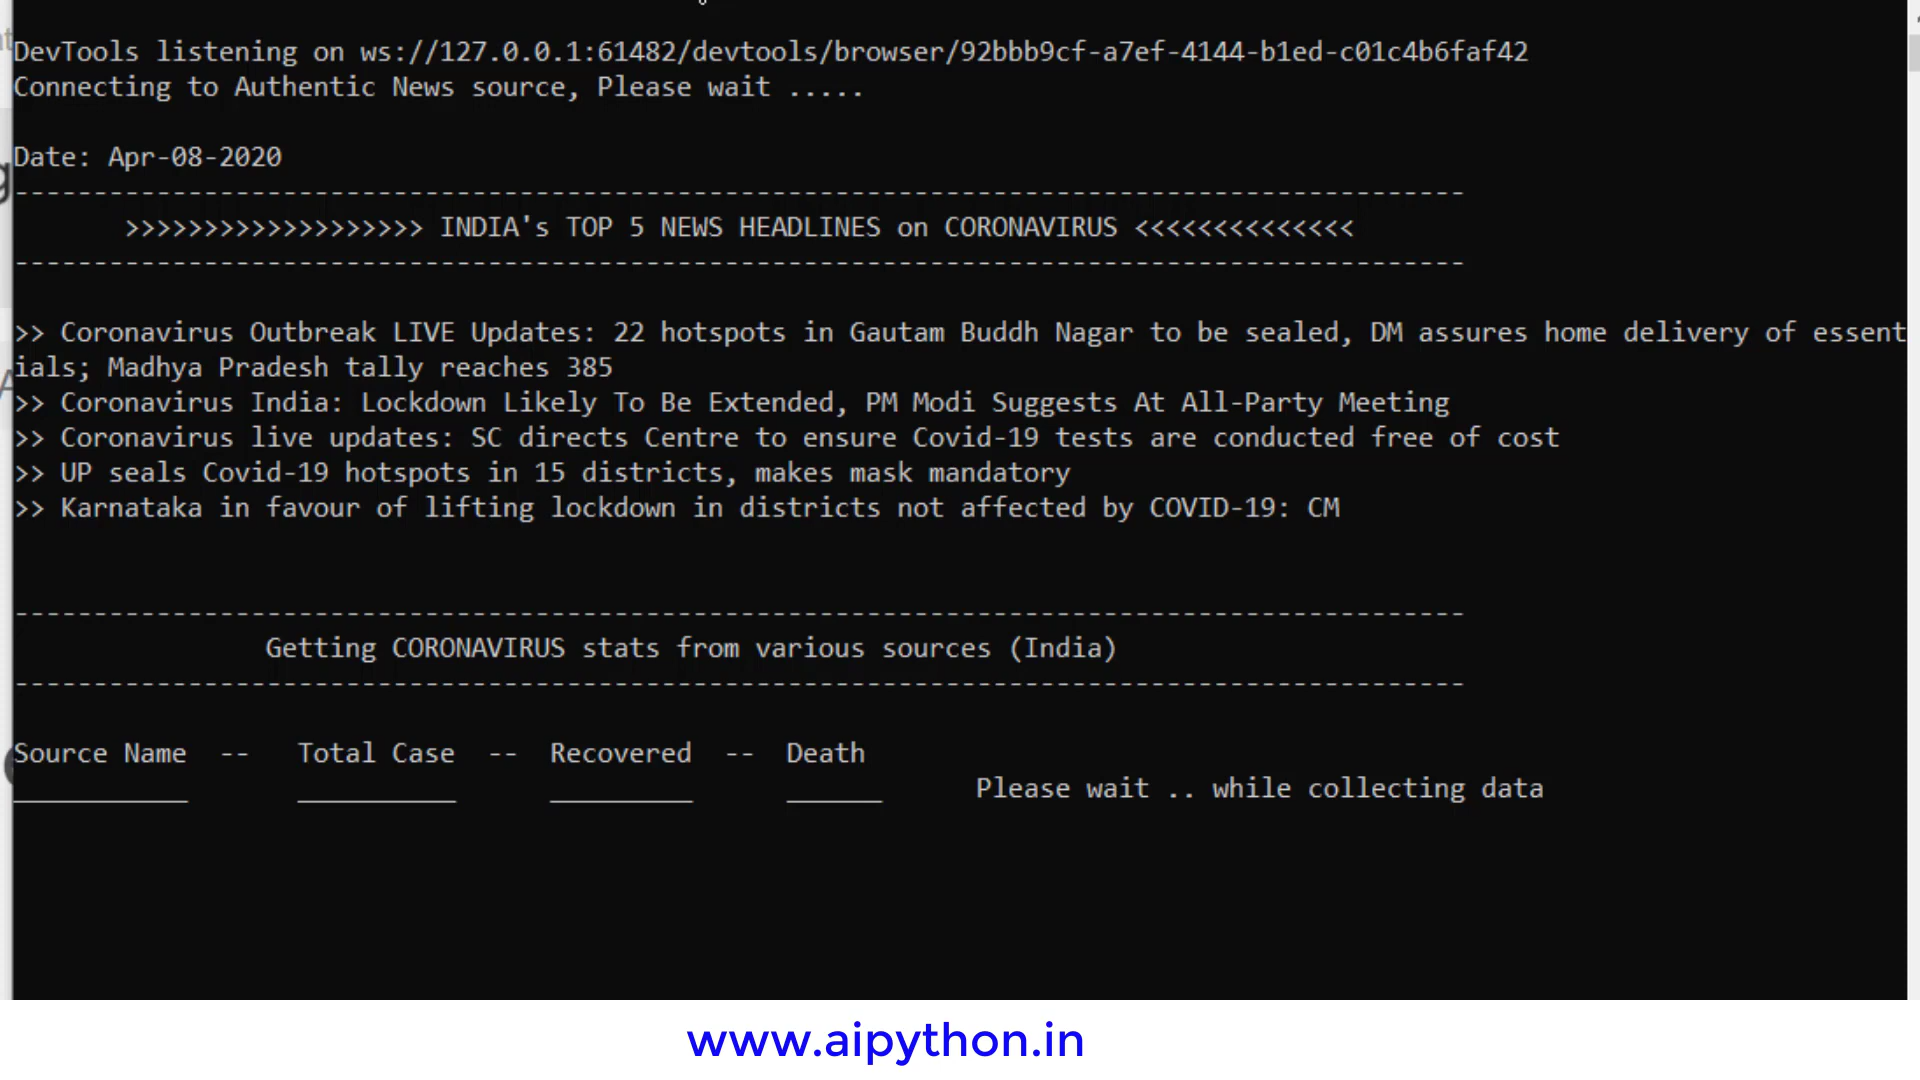 DevTools listening on ws://127.0.0.1:61482/devtools/browser/92bbb9cf-a7ef-4144-b1ed-c01c4b6faf42
Connecting to Authentic News source, Please wait .....
Date: Apr-08-2020
--------------------------------------------------------------------------------------------
>>>>>>>>>>>>>>>>>>> INDIA's TOP 5 NEWS HEADLINES on CORONAVIRUS <<<<<<<<<<<<<<
--------------------------------------------------------------------------------------------
>> Coronavirus Outbreak LIVE Updates: 22 hotspots in Gautam Buddh Nagar to be sealed, DM assures home delivery of essent
ials; Madhya Pradesh tally reaches 385
>> Coronavirus India: Lockdown Likely To Be Extended, PM Modi Suggests At All-Party Meeting
>> Coronavirus live updates: SC directs Centre to ensure Covid-19 tests are conducted free of cost
>> UP seals Covid-19 hotspots in 15 districts, makes mask mandatory
>> Karnataka in favour of lifting lockdown in districts not affected by COVID-19: CM
--------------------------------------------------------------------------------------------
Getting CORONAVIRUS stats from various sources (India)
--------------------------------------------------------------------------------------------
Source Name -- Total Case -- Recovered -- Death
___________ __________ _________ ______ Please wait .. while collecting data
www.aipython.in